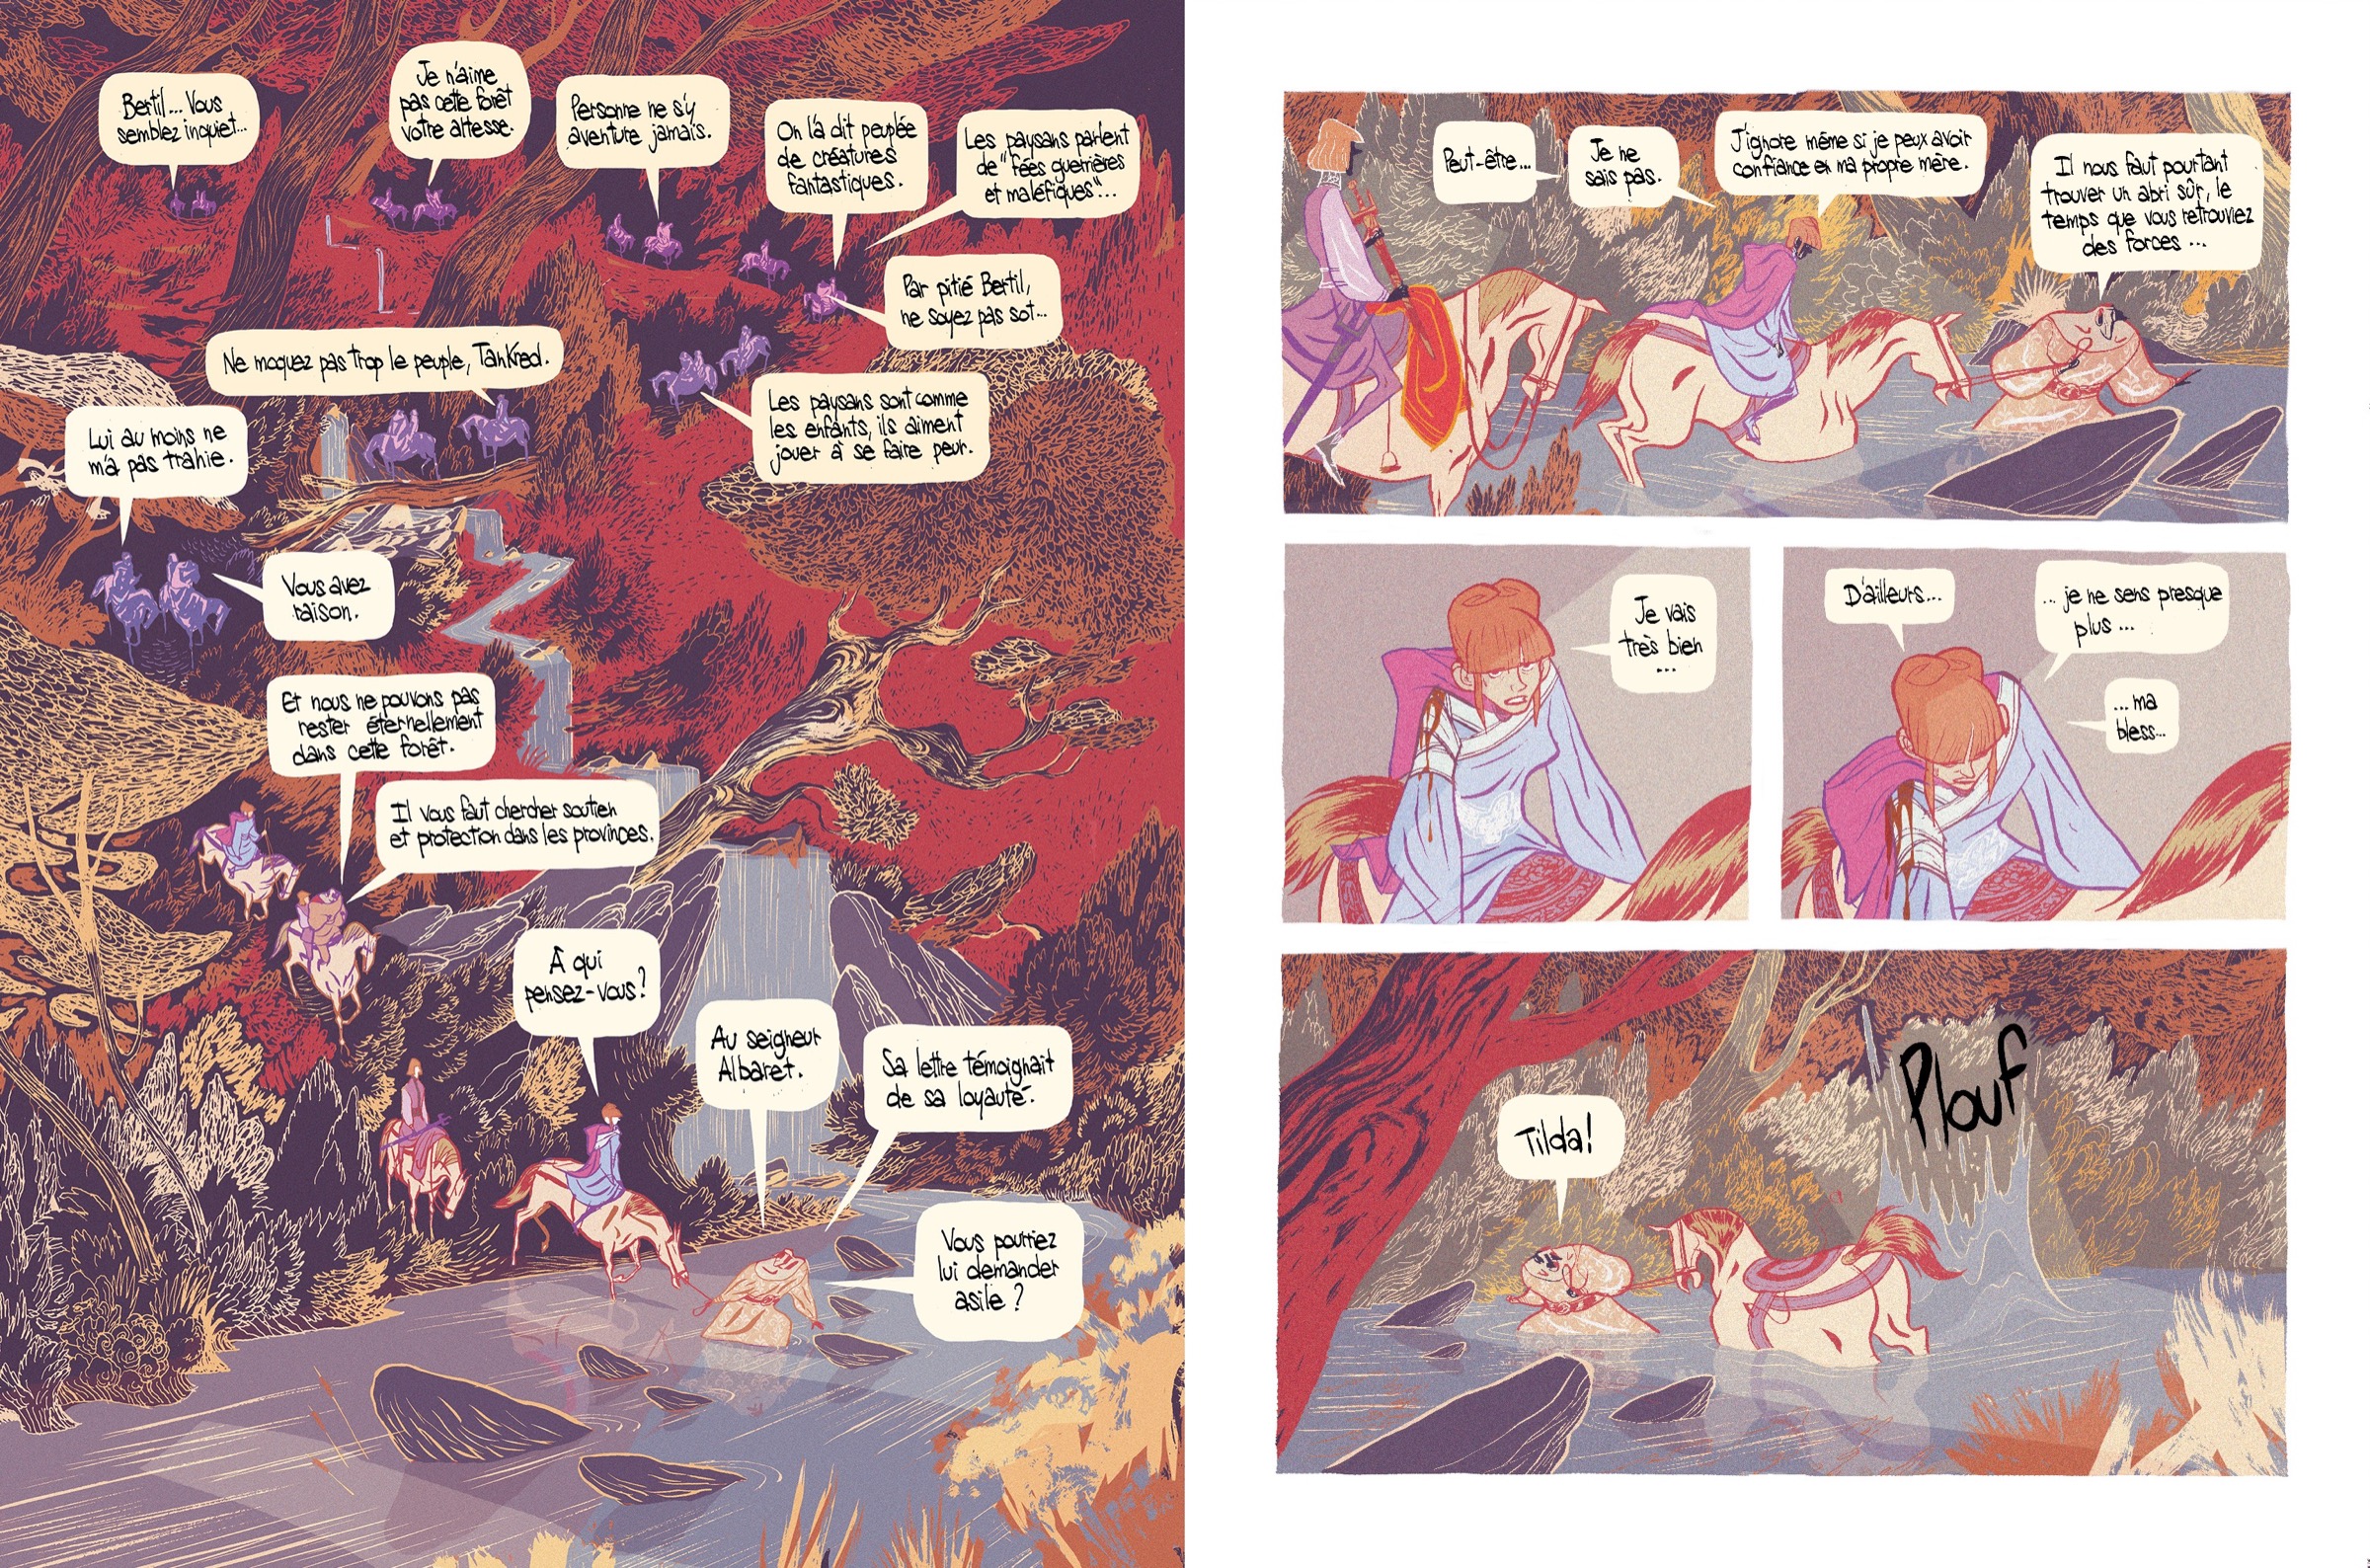 Bertil... Vous
semblez inquiet...
Je n'aime
pas cette forêt
votre altesse.
Personne ne s'y
aventure jamais.
On l'a dit peuplée
de créatures
fantastiques.
Les paysans parlent
de "fées guerrières
et maléfiques"...
Par pitié Bertil,
ne soyez pas sot...
Les paysans sont comme
les enfants, ils aiment
jouer à se faire peur.
Ne moquez pas trop le peuple, Tankred.
Lui au moins ne
m'a pas trahie.
Vous avez
raison.
Et nous ne pouvons pas
rester éternellement
dans cette forêt.
Il vous faut chercher soutien
et protection dans les provinces.
À qui
pensez-vous?
Au seigneur
Albaret.
Sa lettre témoignait
de sa loyauté.
Vous pourriez
lui demander
asile ?
Peut-être...
Je ne
sais pas.
J'ignore même si je peux avoir
confiance en ma propre mère.
Il nous faut pourtant
trouver un abri sûr, le
temps que vous retrouviez
des forces ...
Je vais
très bien
...
D'ailleurs...
... je ne sens presque
plus ...
... ma
bless...
Tilda!
Plouf